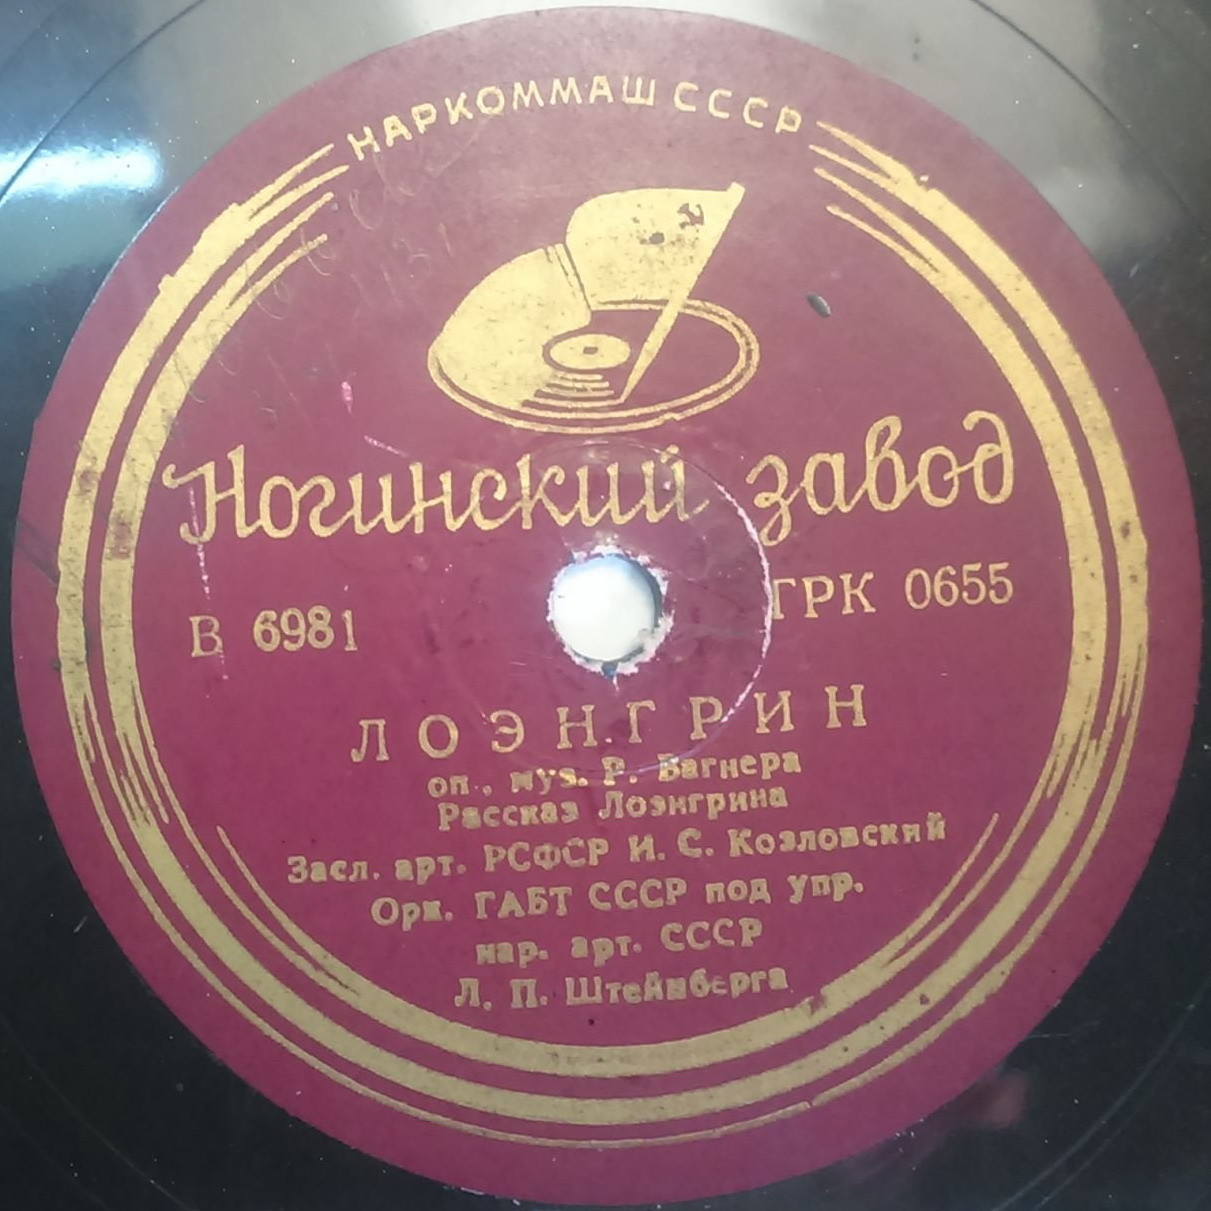 НАРКОММАШ СССР
Ногинский завод
В 6981
ГРК 0655
ЛОЭНГРИН
оп., муз. Р. Вагнера
Рассказ Лоэнгрина
Засл. арт. РСФСР И. С. Козловский
Орк. ГАБТ СССР под упр.
нар. арт. СССР
Л. П. Штейнберга